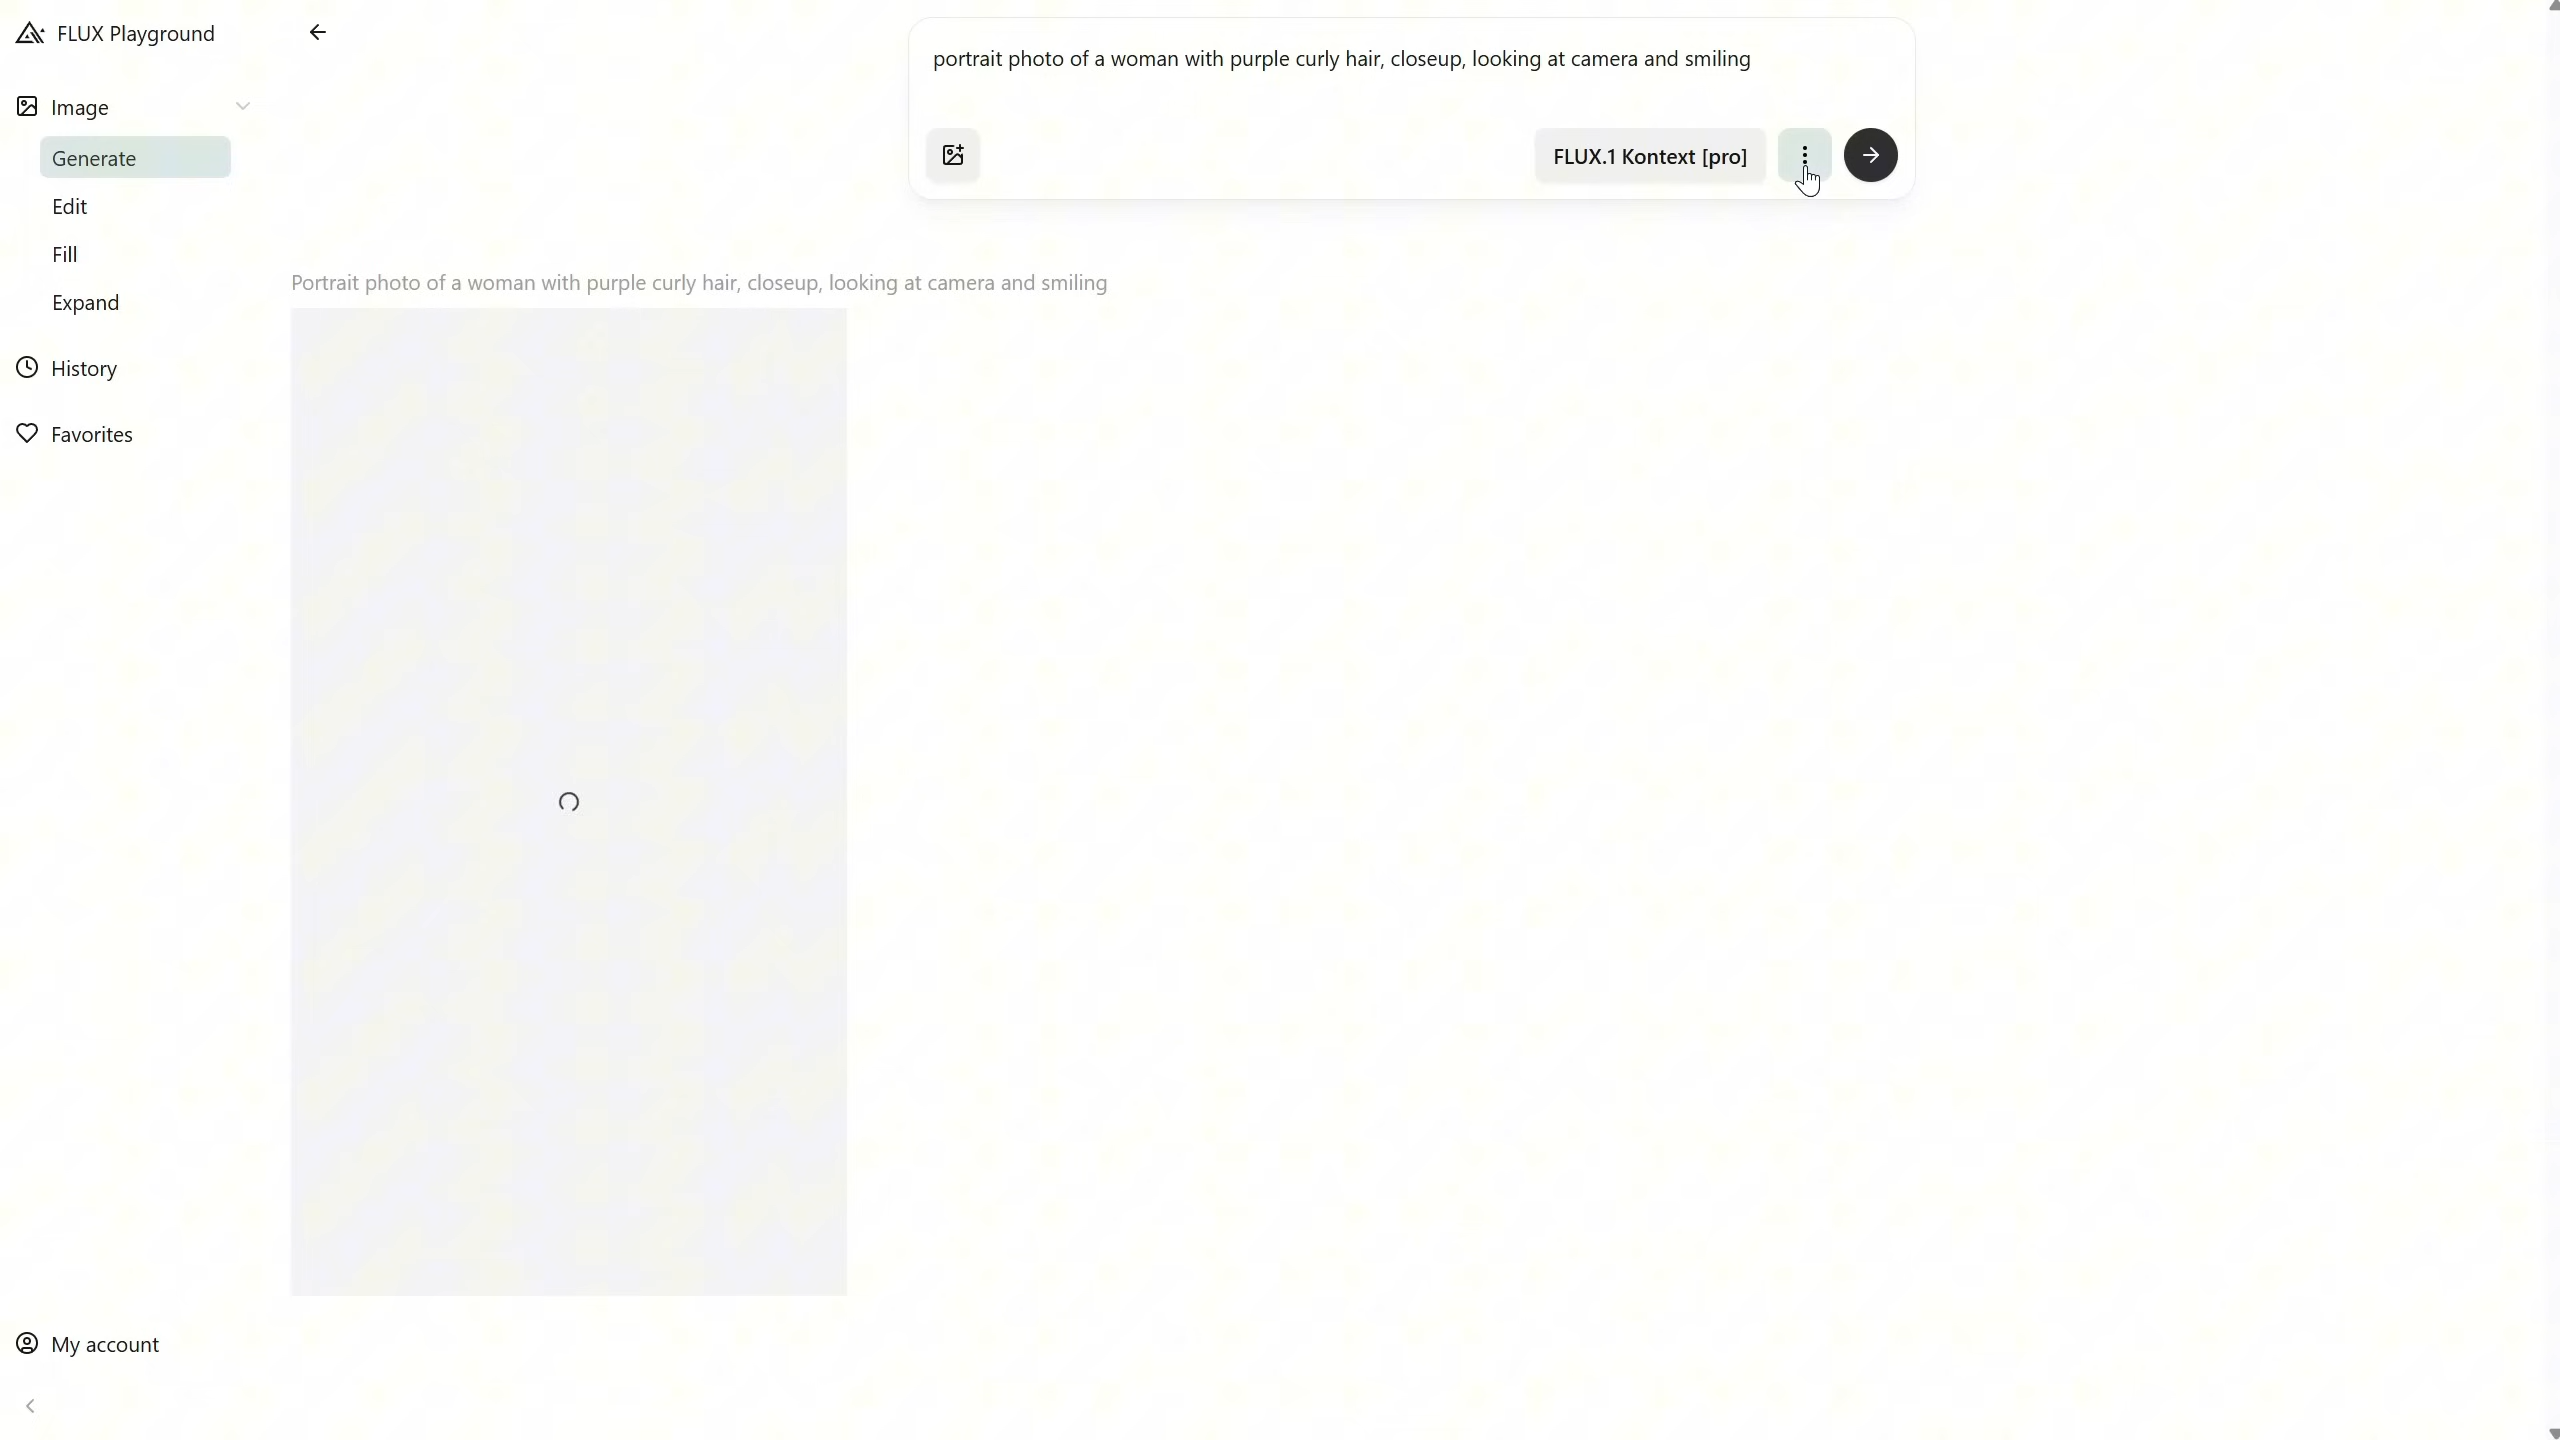 FLUX Playground
portrait photo of a woman with purple curly hair, closeup, looking at camera and smiling
Image
Generate
FLUX.1 Kontext [pro]
Edit
Fill
Portrait photo of a woman with purple curly hair, closeup, looking at camera and smiling
Expand
History
Favorites
My account